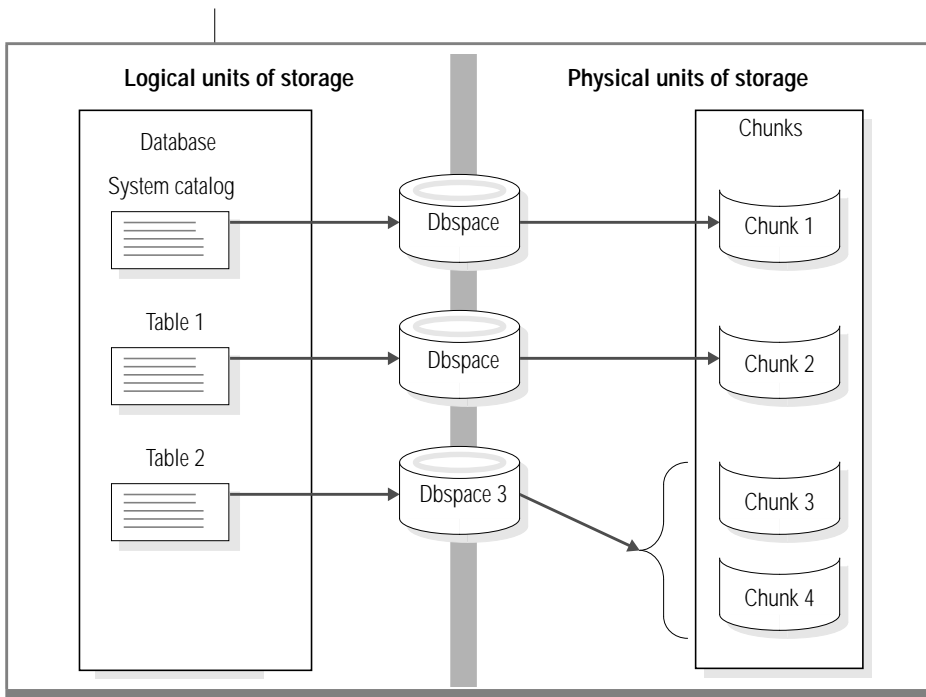 Logical units of storage
Physical units of storage
Database
Chunks
System catalog
Dbspace
Chunk 1
Table 1
Dbspace
Chunk 2
Table 2
Dbspace 3
Chunk 3
Chunk 4